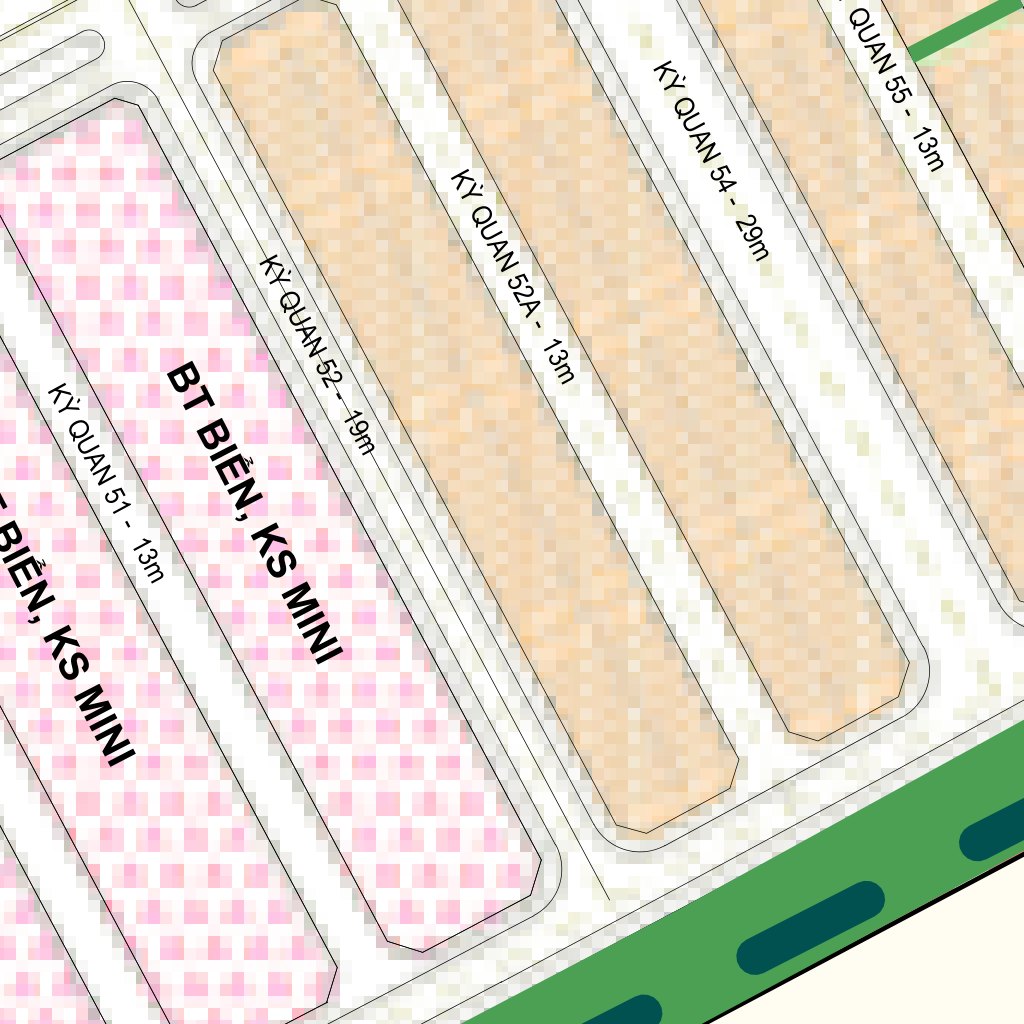 QUAN 55 - 13m
KỲ QUAN 54 - 29m
KỲ QUAN 52A - 13m
KỲ QUAN 52 - 19m
BT BIỂN, KS MINI
KỲ QUAN 51 - 13m
BIỂN, KS MINI